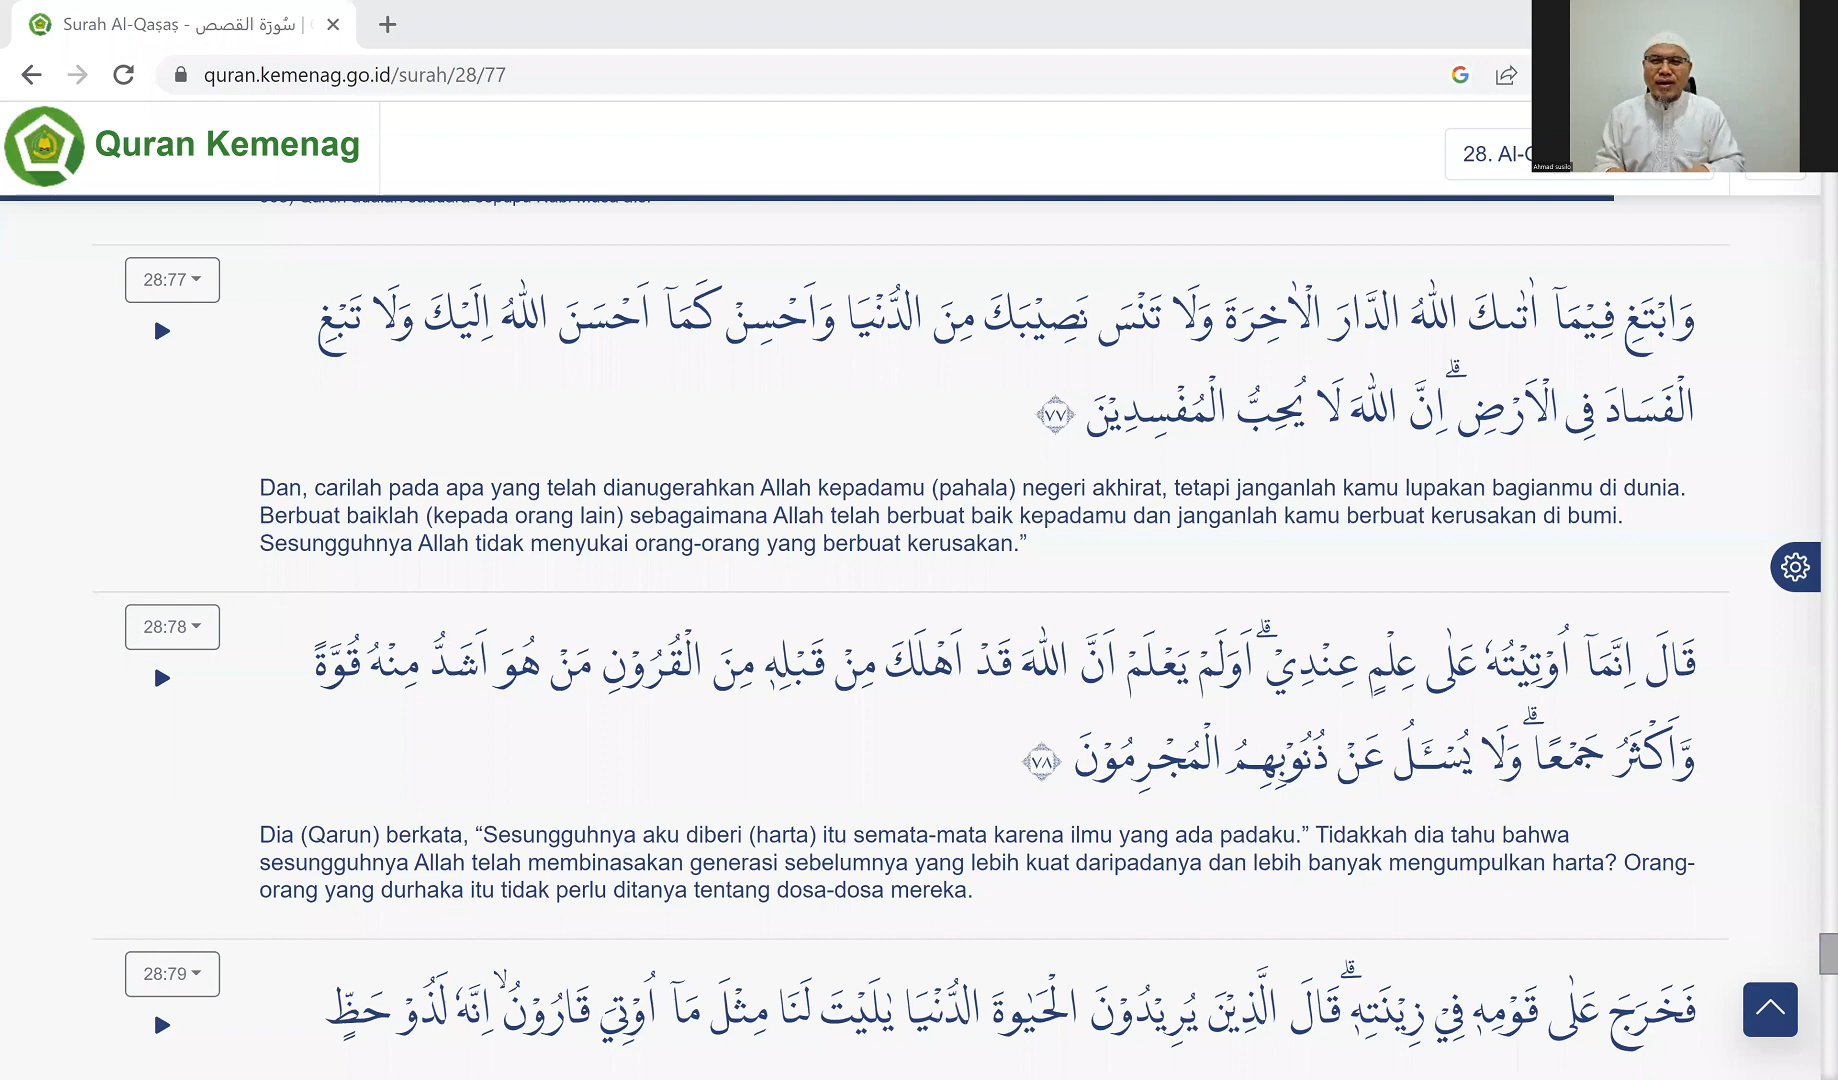 Surah Al-Qaṣaṣ - سُورَة القصص |
quran.kemenag.go.id/surah/28/77
Quran Kemenag
28. Al-Q
Ahmad susilo
28:77
وَابْتَغِ فِيْمَآ اٰتٰىكَ اللّٰهُ الدَّارَ الْاٰخِرَةَ وَلَا تَنْسَ نَصِيْبَكَ مِنَ الدُّنْيَا وَاَحْسِنْ كَمَآ اَحْسَنَ اللّٰهُ اِلَيْكَ وَلَا تَبْغِ
الْفَسَادَ فِى الْاَرْضِ ۗاِنَّ اللّٰهَ لَا يُحِبُّ الْمُفْسِدِيْنَ ٧٧
Dan, carilah pada apa yang telah dianugerahkan Allah kepadamu (pahala) negeri akhirat, tetapi janganlah kamu lupakan bagianmu di dunia.
Berbuat baiklah (kepada orang lain) sebagaimana Allah telah berbuat baik kepadamu dan janganlah kamu berbuat kerusakan di bumi.
Sesungguhnya Allah tidak menyukai orang-orang yang berbuat kerusakan.”
28:78
قَالَ اِنَّمَآ اُوْتِيْتُهٗ عَلٰى عِلْمٍ عِنْدِيْۗ اَوَلَمْ يَعْلَمْ اَنَّ اللّٰهَ قَدْ اَهْلَكَ مِنْ قَبْلِهٖ مِنَ الْقُرُوْنِ مَنْ هُوَ اَشَدُّ مِنْهُ قُوَّةً
وَّاَكْثَرُ جَمْعًاۗ وَلَا يُسْـَٔلُ عَنْ ذُنُوْبِهِمُ الْمُجْرِمُوْنَ ٧٨
Dia (Qarun) berkata, “Sesungguhnya aku diberi (harta) itu semata-mata karena ilmu yang ada padaku.” Tidakkah dia tahu bahwa
sesungguhnya Allah telah membinasakan generasi sebelumnya yang lebih kuat daripadanya dan lebih banyak mengumpulkan harta? Orang-
orang yang durhaka itu tidak perlu ditanya tentang dosa-dosa mereka.
28:79
فَخَرَجَ عَلٰى قَوْمِهٖ فِيْ زِيْنَتِهٖۗ قَالَ الَّذِيْنَ يُرِيْدُوْنَ الْحَيٰوةَ الدُّنْيَا يٰلَيْتَ لَنَا مِثْلَ مَآ اُوْتِيَ قَارُوْنُۙ اِنَّهٗ لَذُوْ حَظٍّ